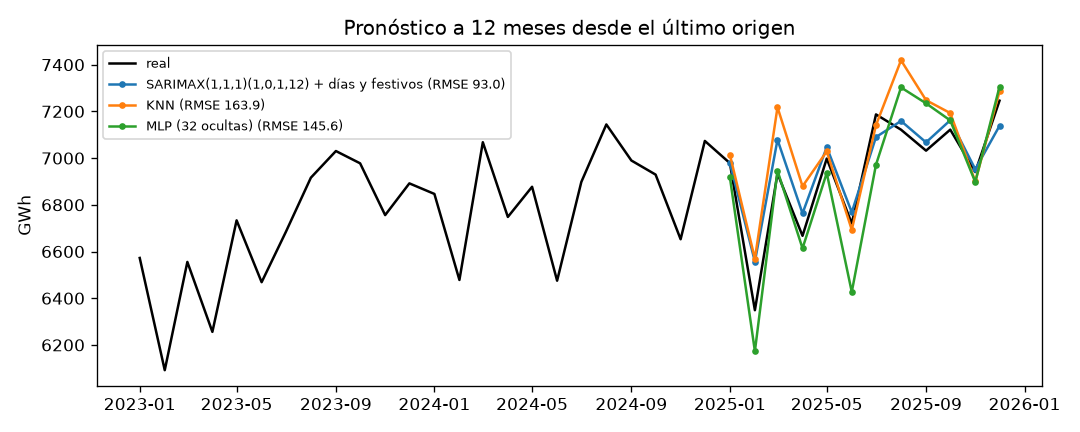 Pronóstico a 12 meses desde el último origen
real
SARIMAX(1,1,1)(1,0,1,12) + días y festivos (RMSE 93.0)
KNN (RMSE 163.9)
MLP (32 ocultas) (RMSE 145.6)
GWh
7400
7200
7000
6800
6600
6400
6200
2023-01 2023-05 2023-09 2024-01 2024-05 2024-09 2025-01 2025-05 2025-09 2026-01